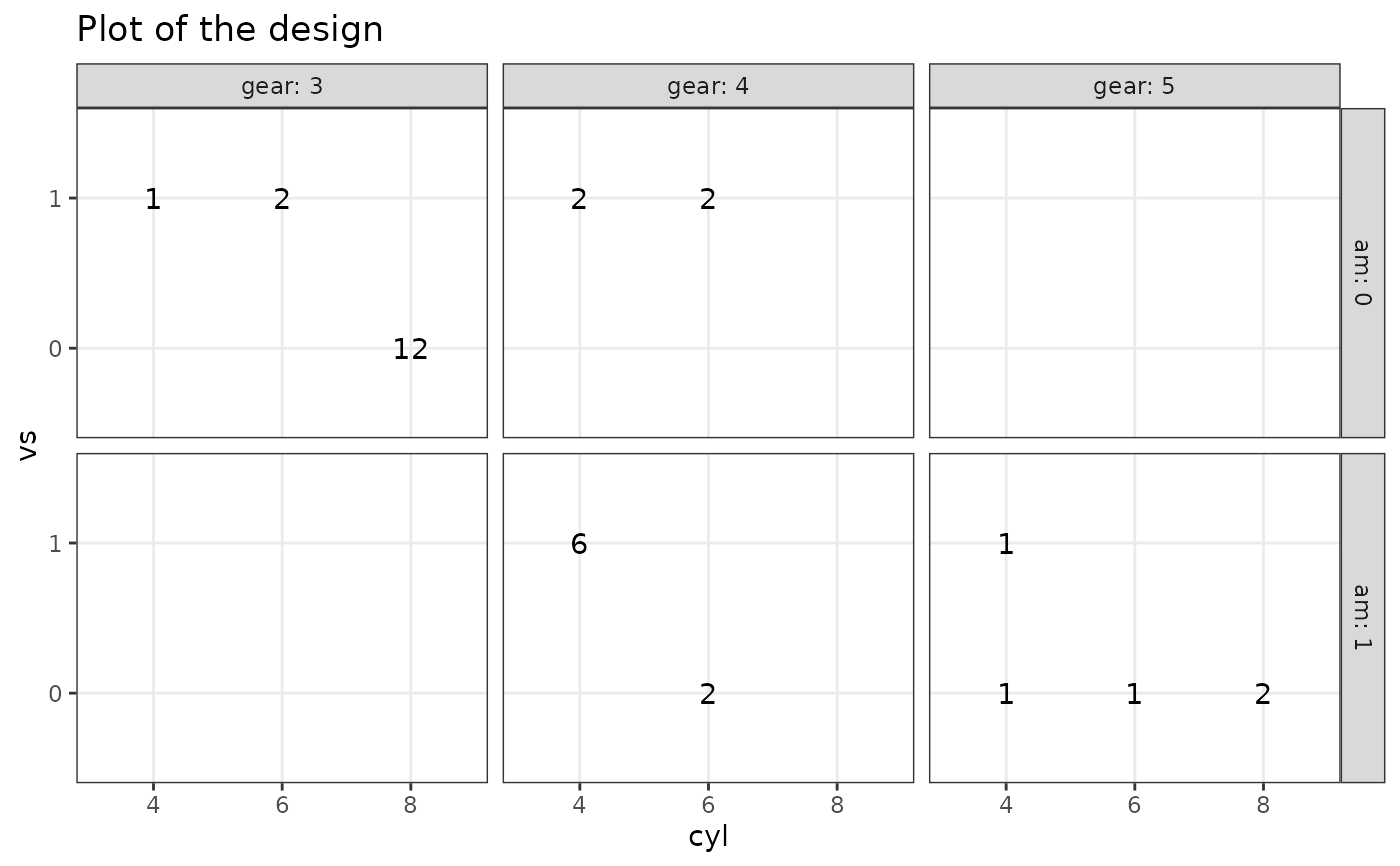 Plot of the design
gear: 3 gear: 4 gear: 5
1 1 2 2 2
am: 0
0 12
vs
1 6 1
am: 1
0 2 1 1 2
4 6 8 4 6 8 4 6 8
cyl